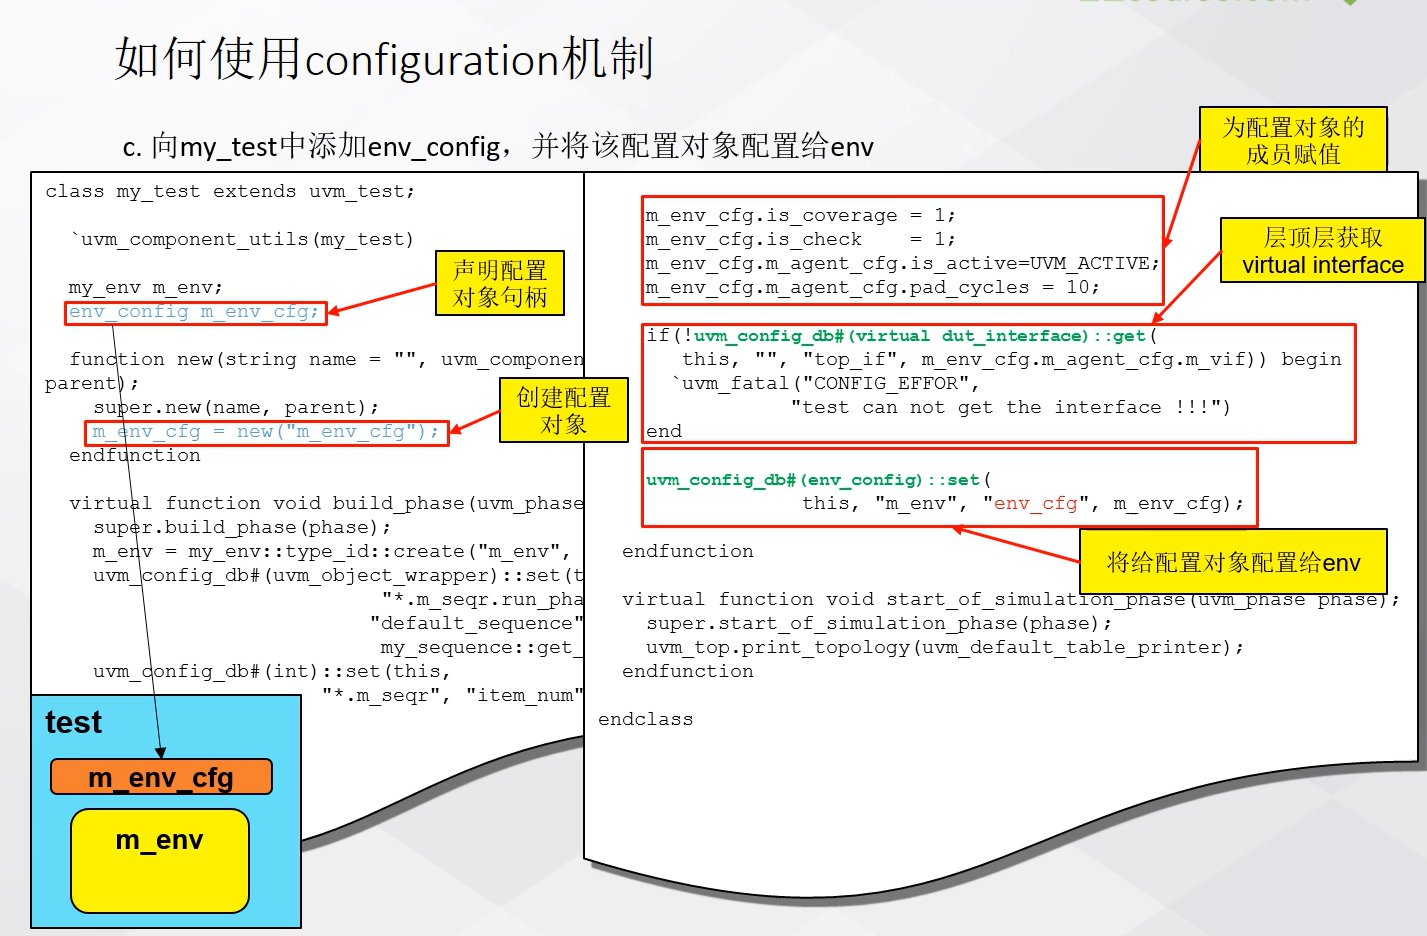 如何使用configuration机制
c. 向my_test中添加env_config，并将该配置对象配置给env
class my_test extends uvm_test;
`uvm_component_utils(my_test)
my_env m_env;
env_config m_env_cfg;
function new(string name = "", uvm_componen
parent);
super.new(name, parent);
m_env_cfg = new("m_env_cfg");
endfunction
virtual function void build_phase(uvm_phase
super.build_phase(phase);
m_env = my_env::type_id::create("m_env",
uvm_config_db#(uvm_object_wrapper)::set(t
"*.m_seqr.run_pha
"default_sequence"
my_sequence::get_
uvm_config_db#(int)::set(this,
"*.m_seqr", "item_num"
声明配置
对象句柄
创建配置
对象
test
m_env_cfg
m_env
m_env_cfg.is_coverage = 1;
m_env_cfg.is_check = 1;
m_env_cfg.m_agent_cfg.is_active=UVM_ACTIVE;
m_env_cfg.m_agent_cfg.pad_cycles = 10;
if(!uvm_config_db#(virtual dut_interface)::get(
this, "", "top_if", m_env_cfg.m_agent_cfg.m_vif)) begin
`uvm_fatal("CONFIG_EFFOR",
"test can not get the interface !!!")
end
uvm_config_db#(env_config)::set(
this, "m_env", "env_cfg", m_env_cfg);
endfunction
virtual function void start_of_simulation_phase(uvm_phase phase);
super.start_of_simulation_phase(phase);
uvm_top.print_topology(uvm_default_table_printer);
endfunction
endclass
为配置对象的
成员赋值
层顶层获取
virtual interface
将给配置对象配置给env